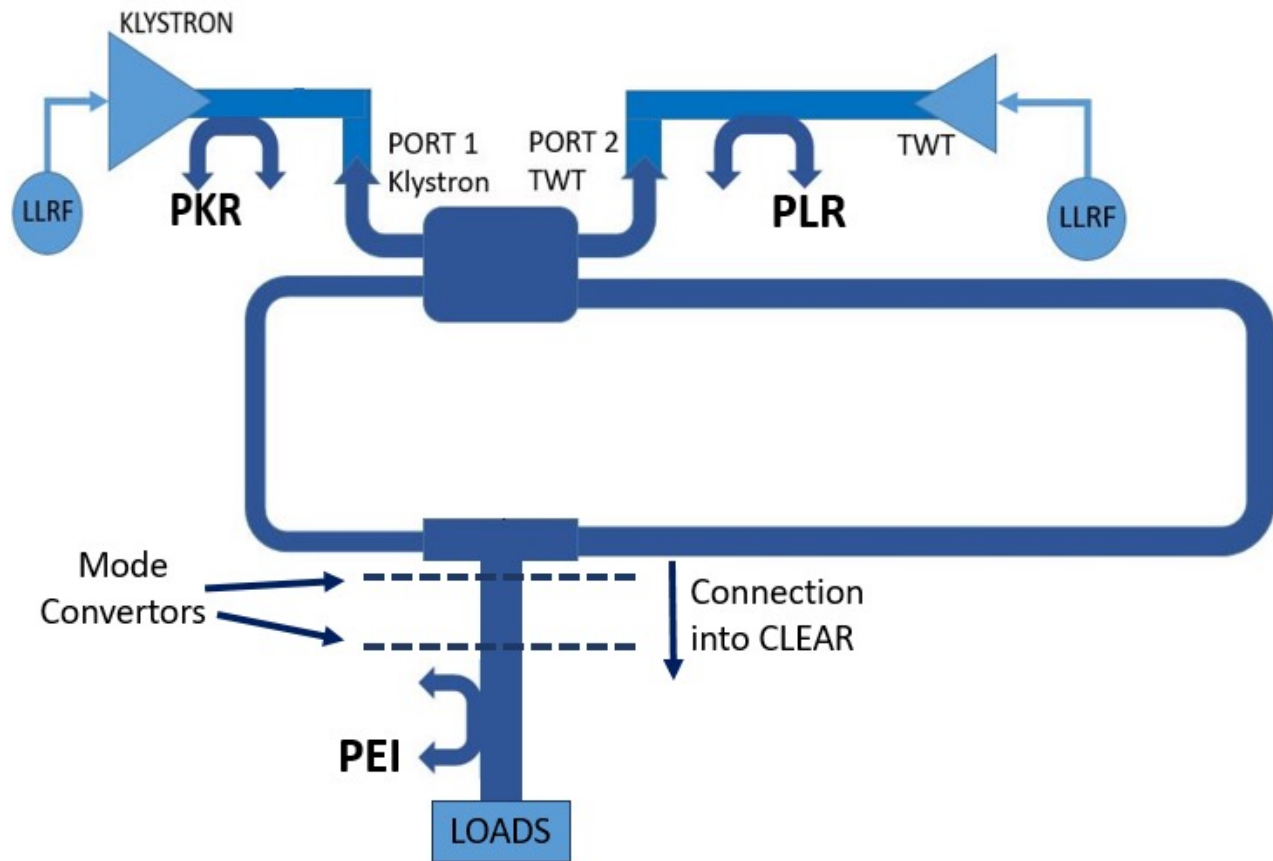 KLYSTRON
PORT 1
Klystron
PORT 2
TWT
TWT
LLRF
PKR
PLR
LLRF
Mode
Convertors
Connection
into CLEAR
PEI
LOADS